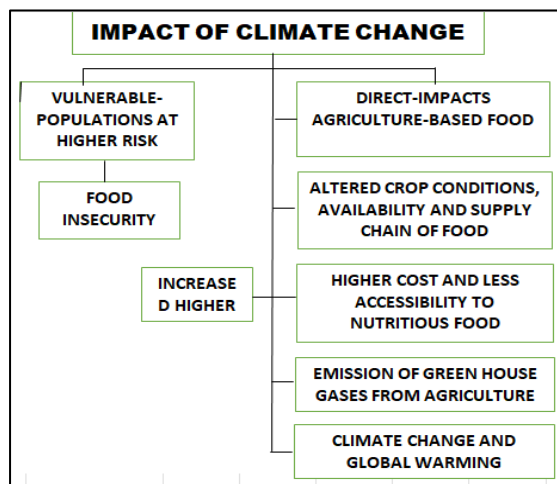 IMPACT OF CLIMATE CHANGE
VULNERABLE-
POPULATIONS AT
HIGHER RISK
FOOD
INSECURITY
DIRECT-IMPACTS
AGRICULTURE-BASED FOOD
ALTERED CROP CONDITIONS,
AVAILABILITY AND SUPPLY
CHAIN OF FOOD
INCREASE
D HIGHER
HIGHER COST AND LESS
ACCESSIBILITY TO
NUTRITIOUS FOOD
EMISSION OF GREEN HOUSE
GASES FROM AGRICULTURE
CLIMATE CHANGE AND
GLOBAL WARMING